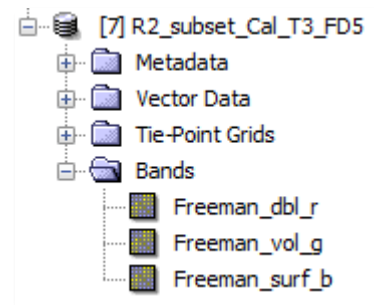 [7] R2_subset_Cal_T3_FD5
Metadata
Vector Data
Tie-Point Grids
Bands
Freeman_dbl_r
Freeman_vol_g
Freeman_surf_b